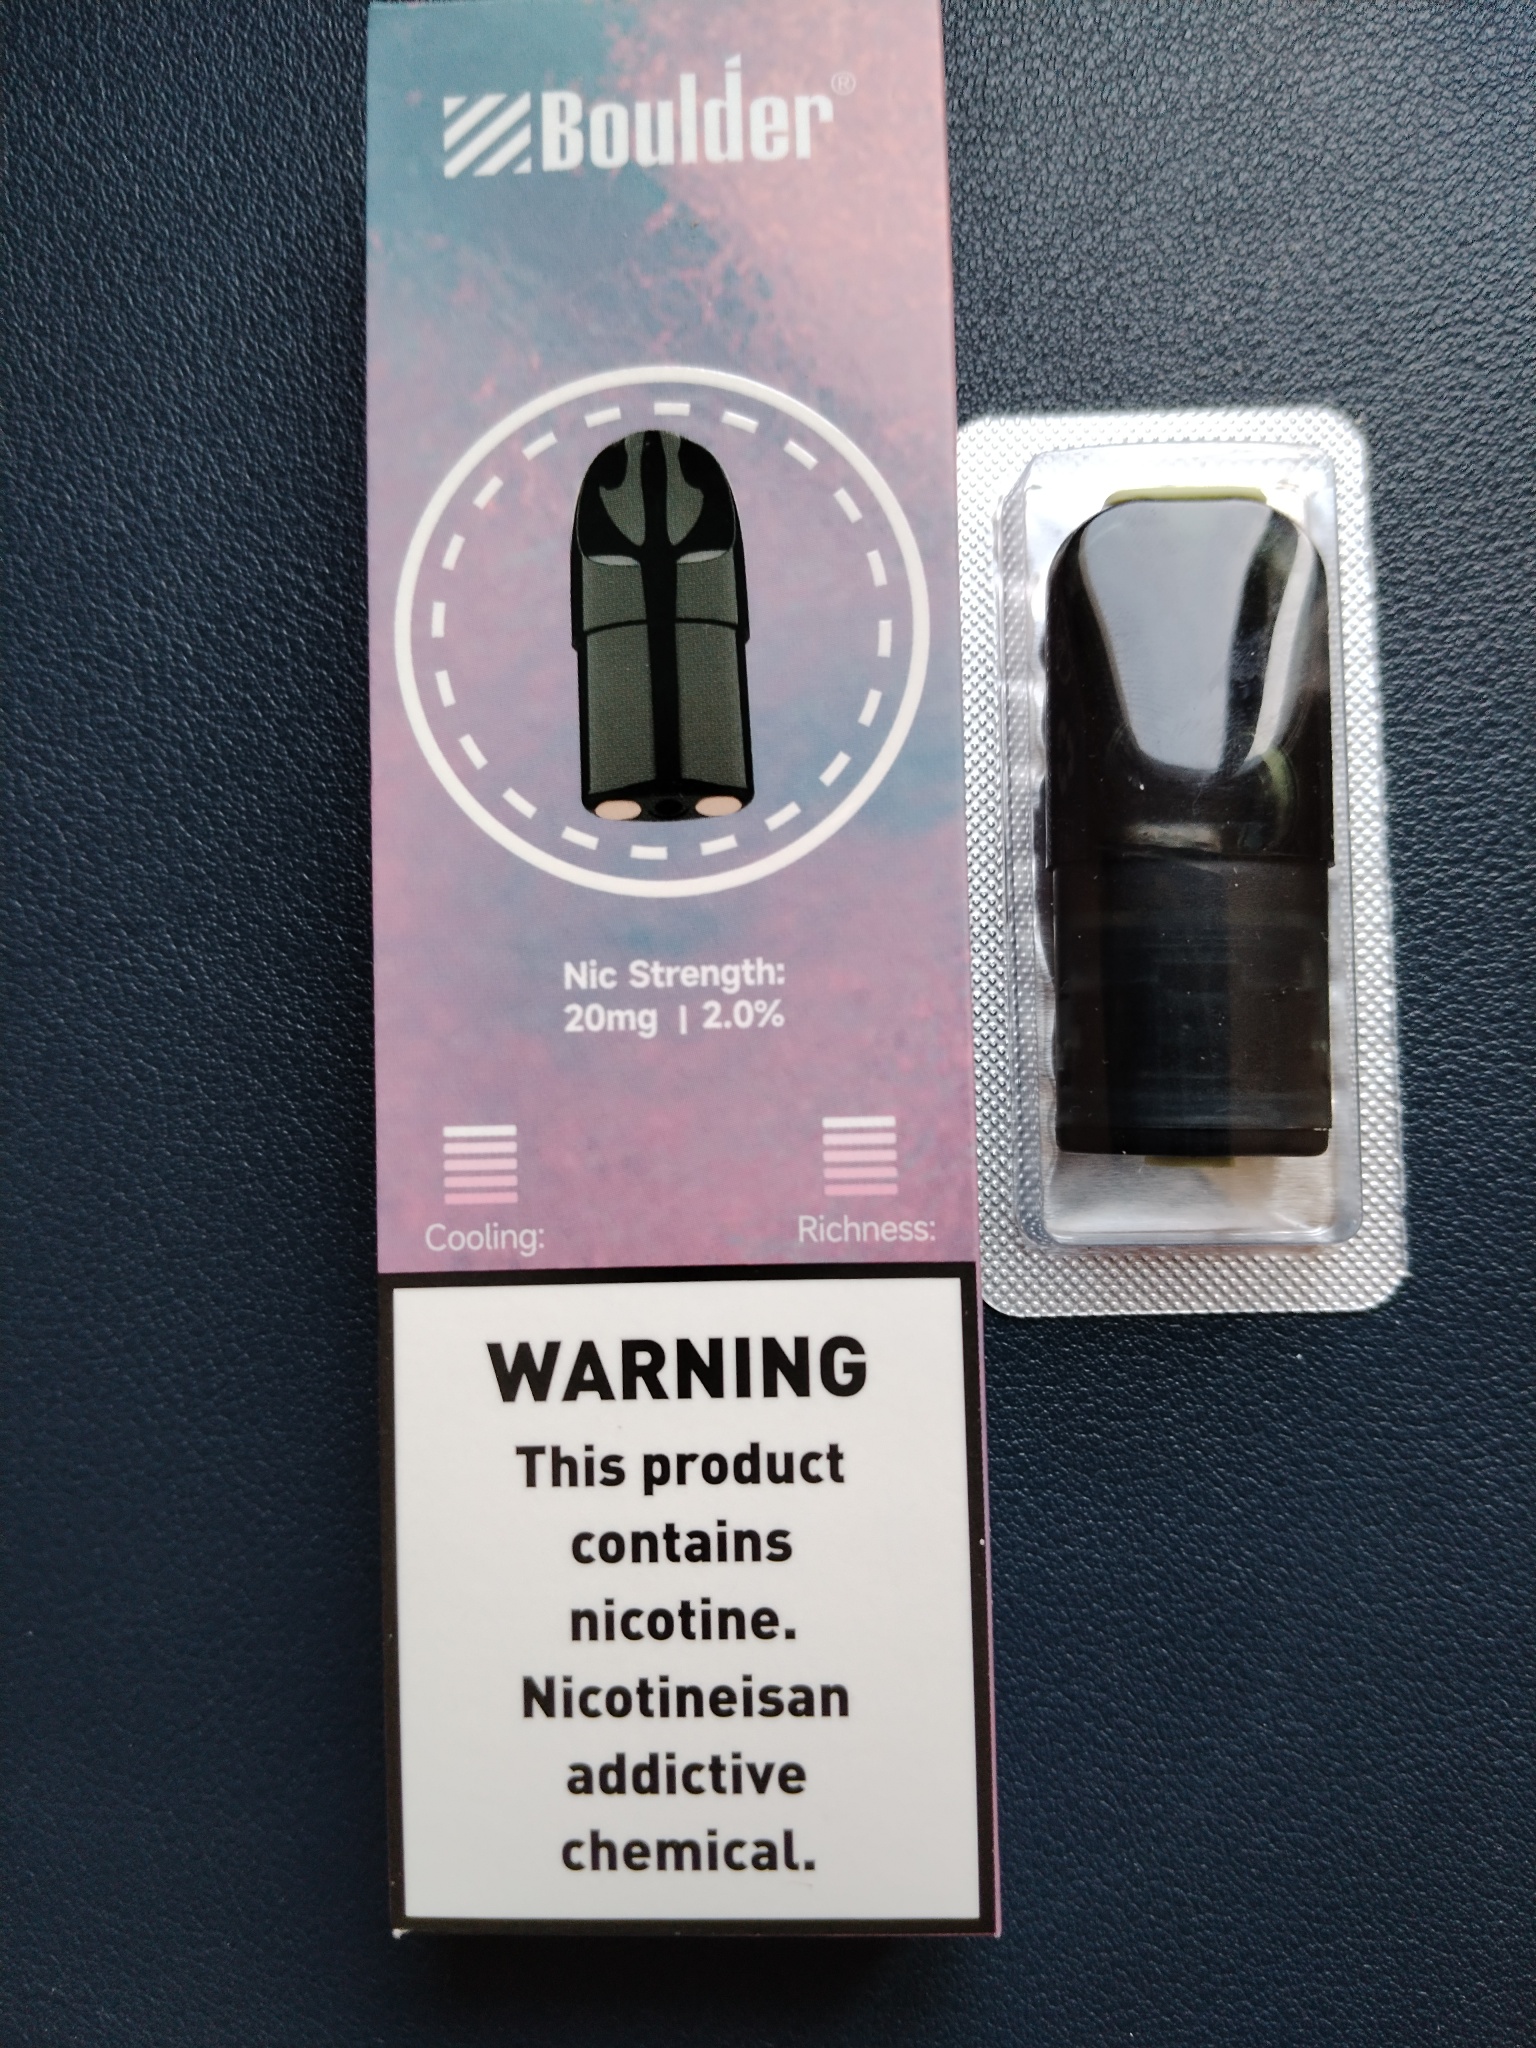 Boulder®
Nic Strength:
20mg | 2.0%
Cooling:
Richness:
WARNING
This product
contains
nicotine.
Nicotineisan
addictive
chemical.